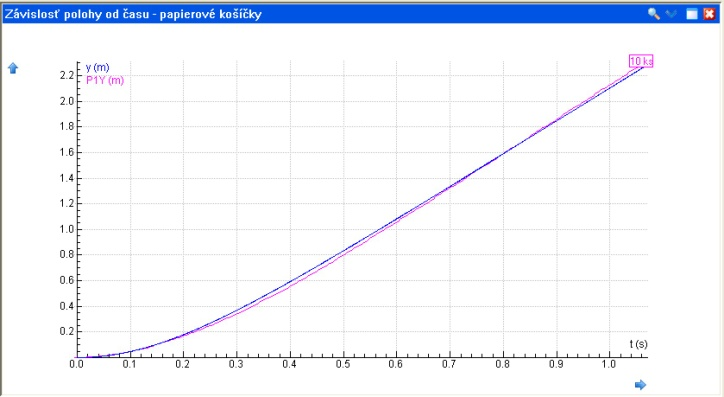 Závislosť polohy od času - papierové košíčky
y (m)
P1Y (m)
10 ks
2.2
2.0
1.8
1.6
1.4
1.2
1.0
0.8
0.6
0.4
0.2
t (s)
0.0 0.1 0.2 0.3 0.4 0.5 0.6 0.7 0.8 0.9 1.0